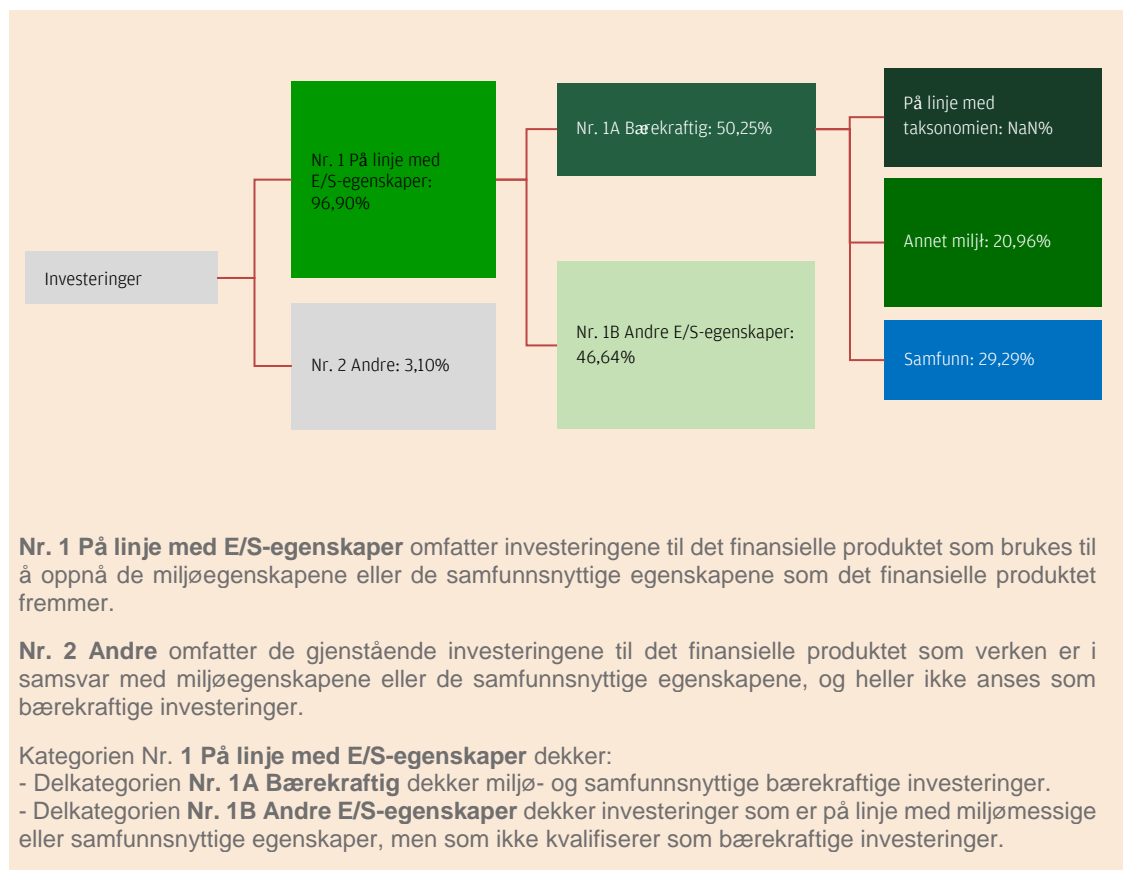 Investeringer
Nr. 1 På linje med
E/S-egenskaper:
96,90%
Nr. 2 Andre: 3,10%
Nr. 1A Bærekraftig: 50,25%
Nr. 1B Andre E/S-egenskaper:
46,64%
På linje med
taksonomien: NaN%
Annet miljł: 20,96%
Samfunn: 29,29%
Nr. 1 På linje med E/S-egenskaper omfatter investeringene til det finansielle produktet som brukes til
å oppnå de miljøegenskapene eller de samfunnsnyttige egenskapene som det finansielle produktet
fremmer.
Nr. 2 Andre omfatter de gjenstående investeringene til det finansielle produktet som verken er i
samsvar med miljøegenskapene eller de samfunnsnyttige egenskapene, og heller ikke anses som
bærekraftige investeringer.
Kategorien Nr. 1 På linje med E/S-egenskaper dekker:
- Delkategorien Nr. 1A Bærekraftig dekker miljø- og samfunnsnyttige bærekraftige investeringer.
- Delkategorien Nr. 1B Andre E/S-egenskaper dekker investeringer som er på linje med miljømessige
eller samfunnsnyttige egenskaper, men som ikke kvalifiserer som bærekraftige investeringer.